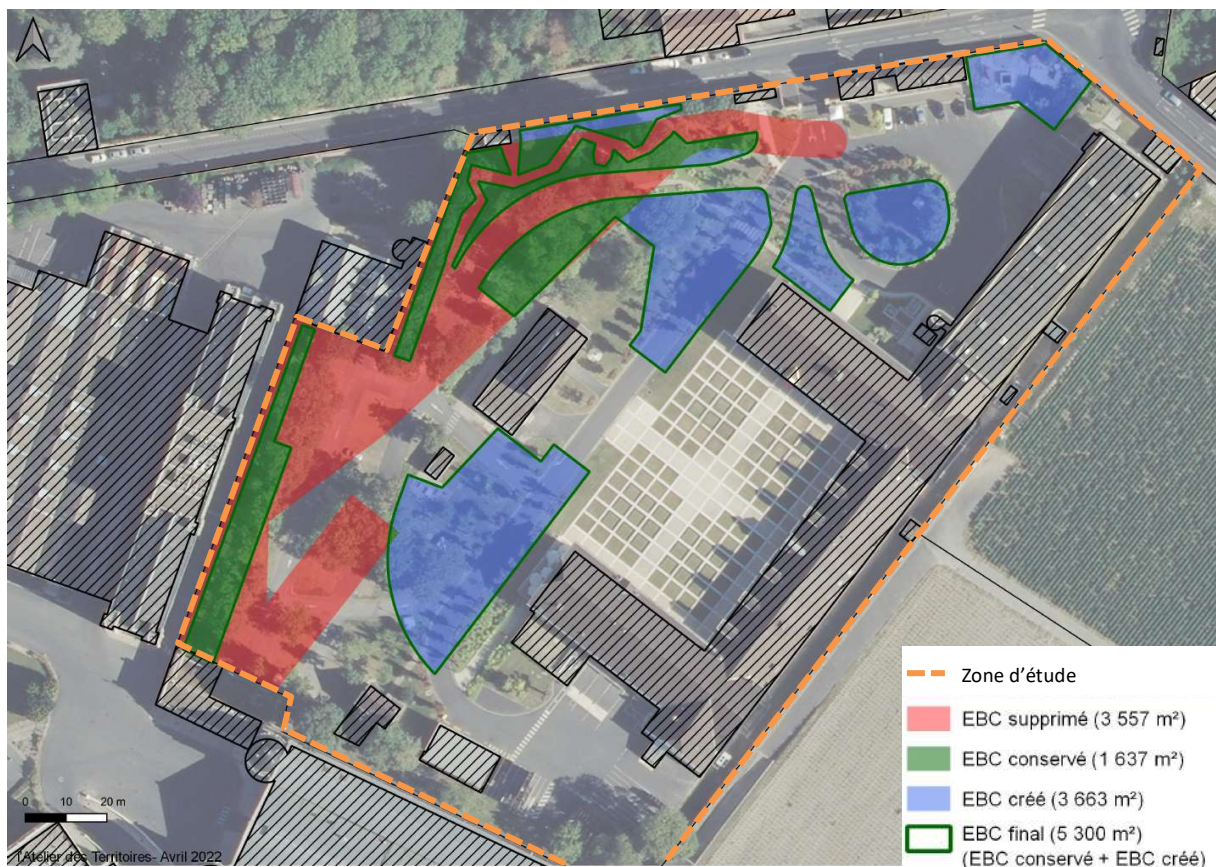 Zone d'étude
EBC supprimé (3 557 m²)
EBC conservé (1 637 m²)
EBC créé (3 663 m²)
EBC final (5 300 m²)
(EBC conservé + EBC créé)
0 10 20 m
l'Atelier des Territoires- Avril 2022